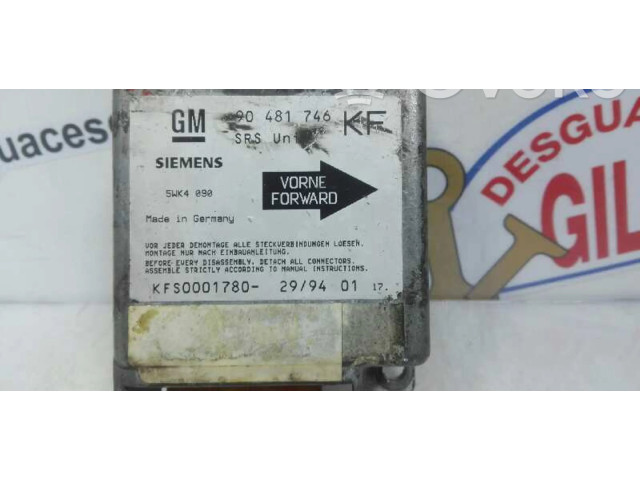 GM 90 481 746 KF
SRS Unit
SIEMENS
5WK4 090
VORNE
FORWARD
Made in Germany
VOR JEDER DEMONTAGE ALLE STECKVERBINDUNGEN LOESEN.
MONTAGE NUR NACH EINBAUANLEITUNG.
BEFORE EVERY DISASSEMBLY, DETACH ALL CONNECTORS.
ASSEMBLE STRICTLY ACCORDING TO MANUAL INSTRUCTIONS.
KFS0001780- 29/94 01 17.
uacesg
DESGUA
GIL